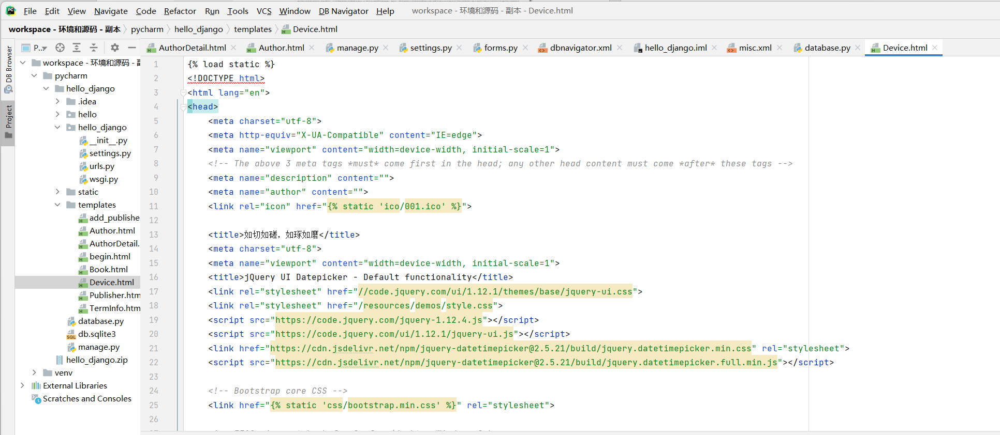 File Edit View Navigate Code Refactor Run Tools VCS Window DB Navigator Help workspace - 环境和源码 - 副本 - Device.html
workspace - 环境和源码 - 副本 pycharm hello_django templates Device.html
P... AuthorDetail.html Author.html manage.py settings.py forms.py dbnavigator.xml hello_django.iml misc.xml database.py Device.html
DB Browser
Project
workspace - 环境和源码 - 副
pycharm
hello_django
.idea
hello
hello_django
__init__.py
settings.py
urls.py
wsgi.py
static
templates
add_publishe
Author.html
AuthorDetail.
begin.html
Book.html
Device.html
Publisher.htm
TermInfo.htm
database.py
db.sqlite3
manage.py
hello_django.zip
venv
External Libraries
Scratches and Consoles
1 {% load static %}
2 <!DOCTYPE html>
3 <html lang="en">
4 <head>
5 <meta charset="utf-8">
6 <meta http-equiv="X-UA-Compatible" content="IE=edge">
7 <meta name="viewport" content="width=device-width, initial-scale=1">
8 <!-- The above 3 meta tags *must* come first in the head; any other head content must come *after* these tags -->
9 <meta name="description" content="">
10 <meta name="author" content="">
11 <link rel="icon" href="{% static 'ico/001.ico' %}">
12
13 <title>如切如磋，如琢如磨</title>
14 <meta charset="utf-8">
15 <meta name="viewport" content="width=device-width, initial-scale=1">
16 <title>jQuery UI Datepicker - Default functionality</title>
17 <link rel="stylesheet" href="//code.jquery.com/ui/1.12.1/themes/base/jquery-ui.css">
18 <link rel="stylesheet" href="/resources/demos/style.css">
19 <script src="https://code.jquery.com/jquery-1.12.4.js"></script>
20 <script src="https://code.jquery.com/ui/1.12.1/jquery-ui.js"></script>
21 <link href="https://cdn.jsdelivr.net/npm/jquery-datetimepicker@2.5.21/build/jquery.datetimepicker.min.css" rel="stylesheet">
22 <script src="https://cdn.jsdelivr.net/npm/jquery-datetimepicker@2.5.21/build/jquery.datetimepicker.full.min.js"></script>
23
24 <!-- Bootstrap core CSS -->
25 <link href="{% static 'css/bootstrap.min.css' %}" rel="stylesheet">
26